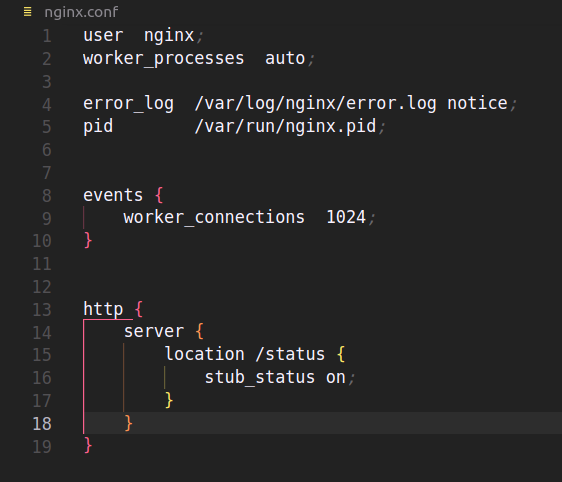 nginx.conf
1 user  nginx;
2 worker_processes  auto;
3
4 error_log  /var/log/nginx/error.log notice;
5 pid        /var/run/nginx.pid;
6
7
8 events {
9     worker_connections  1024;
10 }
11
12
13 http {
14     server {
15         location /status {
16             stub_status on;
17         }
18     }
19 }